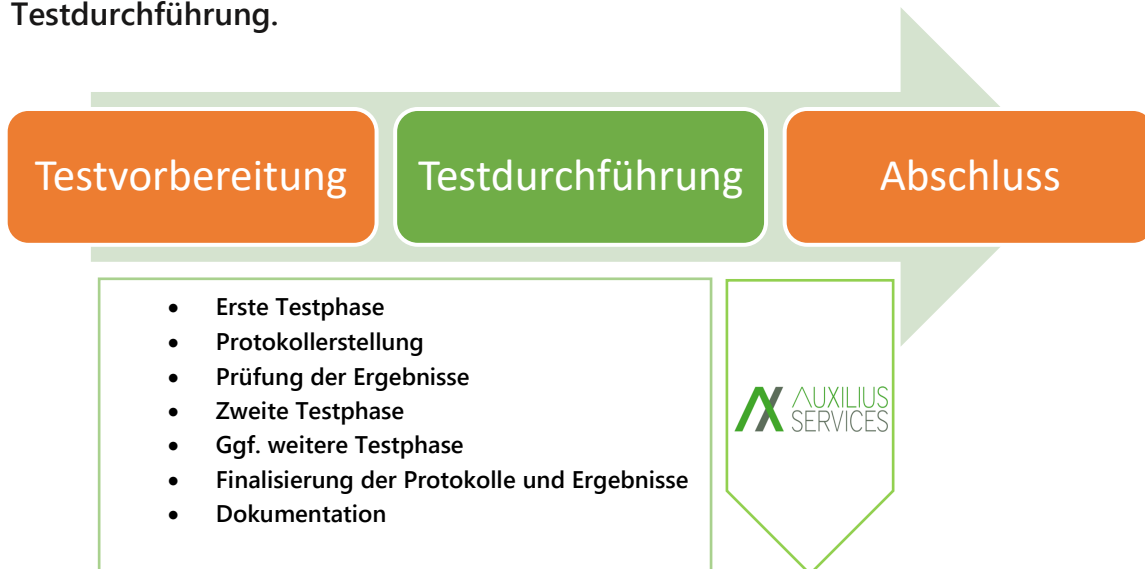 Testdurchführung.
Testvorbereitung
Testdurchführung
Abschluss
• Erste Testphase
• Protokollerstellung
• Prüfung der Ergebnisse
• Zweite Testphase
• Ggf. weitere Testphase
• Finalisierung der Protokolle und Ergebnisse
• Dokumentation
AUXILIUS
SERVICES